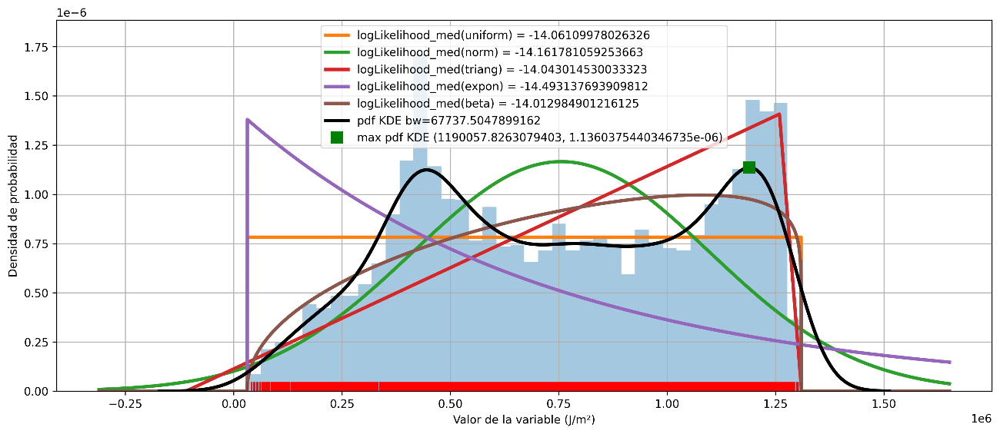 1e−6
logLikelihood_med(uniform) = -14.06109978026326
logLikelihood_med(norm) = -14.161781059253663
logLikelihood_med(triang) = -14.043014530033323
logLikelihood_med(expon) = -14.493137693909812
logLikelihood_med(beta) = -14.012984901216125
pdf KDE bw=67737.5047899162
max pdf KDE (1190057.8263079403, 1.1360375440346735e-06)
1.75
1.50
1.25
1.00
0.75
0.50
0.25
0.00
Densidad de probabilidad
−0.25 0.00 0.25 0.50 0.75 1.00 1.25 1.50
Valor de la variable (J/m²)
1e6